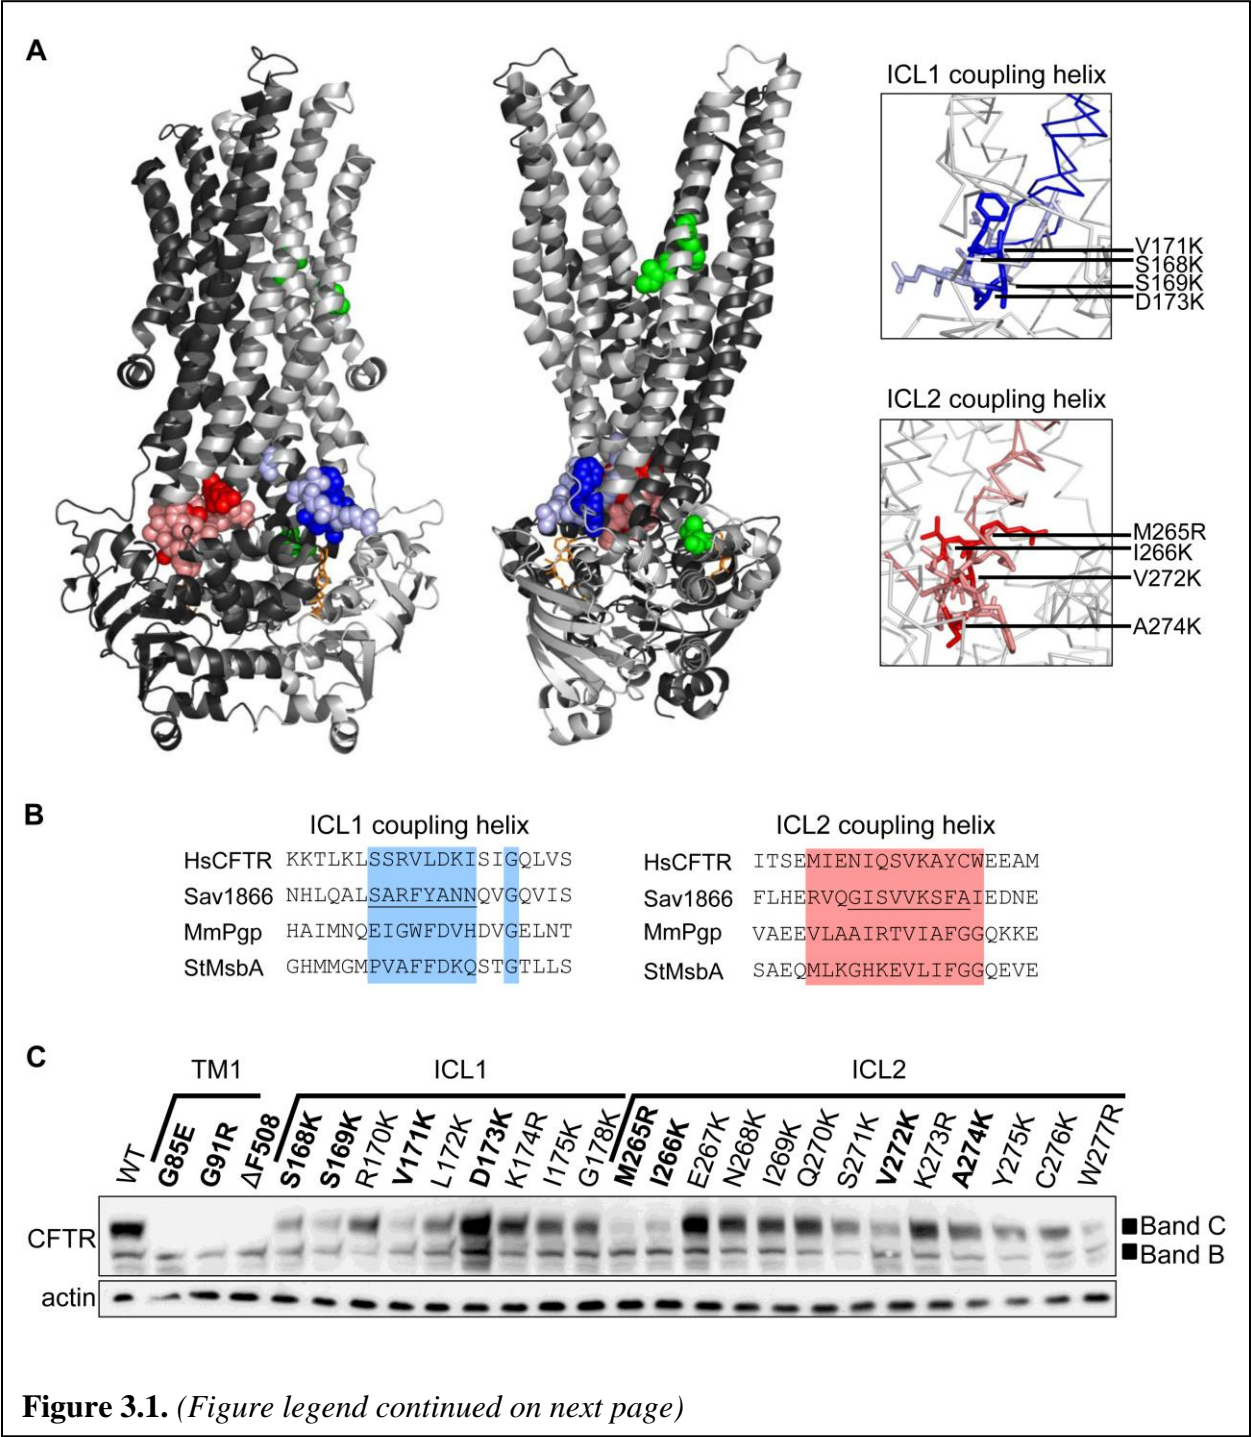 A
ICL1 coupling helix
V171K
S168K
S169K
D173K
ICL2 coupling helix
M265R
I266K
V272K
A274K
B
ICL1 coupling helix
HsCFTR KKTLKLSSRVLDKISIGQLVS
Sav1866 NHLQALSARFYANNQVGQVIS
MmPgp HAIMNQEIGWFDVHDVGELNT
StMsbA GHMMGMPVAFFDKQSTGTLLS
ICL2 coupling helix
HsCFTR ITSEMIENIQSVKAYCWEEAM
Sav1866 FLHERVQGISVVKSFAIEDNE
MmPgp VAEEVLAAIRTVIAFGGQKKE
StMsbA SAEQMLKGHKEVLIFGGQEVE
C
TM1 ICL1 ICL2
WT G85E G91R ΔF508 S168K S169K R170K V171K L172K D173K K174R I175K G178K M265R I266K E267K N268K I269K Q270K S271K V272K K273R A274K Y275K C276K W277R
CFTR
Band C
Band B
actin
Figure 3.1. (Figure legend continued on next page)